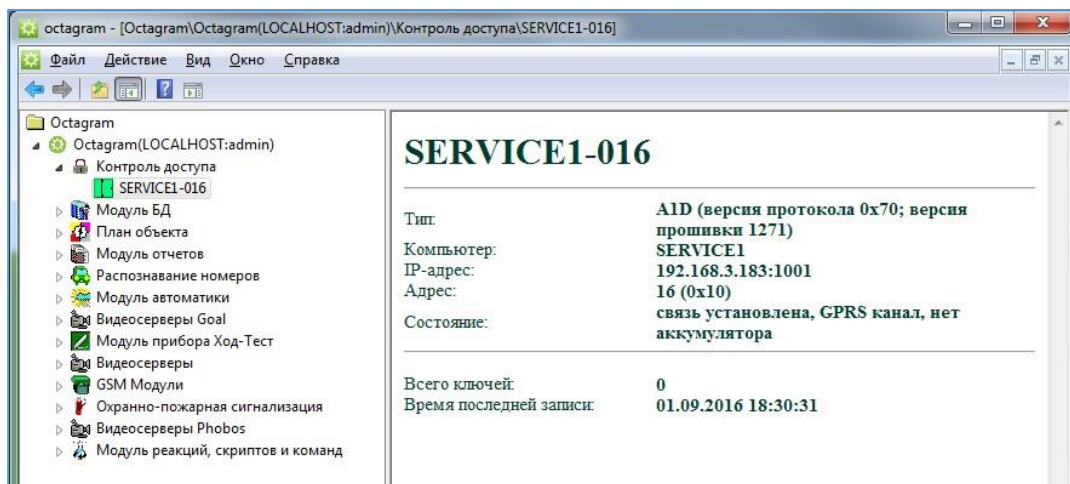 octagram - [Octagram\Octagram(LOCALHOST:admin)\Контроль доступа\SERVICE1-016]
Файл Действие Вид Окно Справка
Octagram
Octagram(LOCALHOST:admin)
Контроль доступа
SERVICE1-016
Модуль БД
План объекта
Модуль отчетов
Распознавание номеров
Модуль автоматики
Видеосерверы Goal
Модуль прибора Ход-Тест
Видеосерверы
GSM Модули
Охранно-пожарная сигнализация
Видеосерверы Phobos
Модуль реакций, скриптов и команд
SERVICE1-016
Тип: A1D (версия протокола 0x70; версия
прошивки 1271)
Компьютер: SERVICE1
IP-адрес: 192.168.3.183:1001
Адрес: 16 (0x10)
Состояние: связь установлена, GPRS канал, нет
аккумулятора
Всего ключей: 0
Время последней записи: 01.09.2016 18:30:31